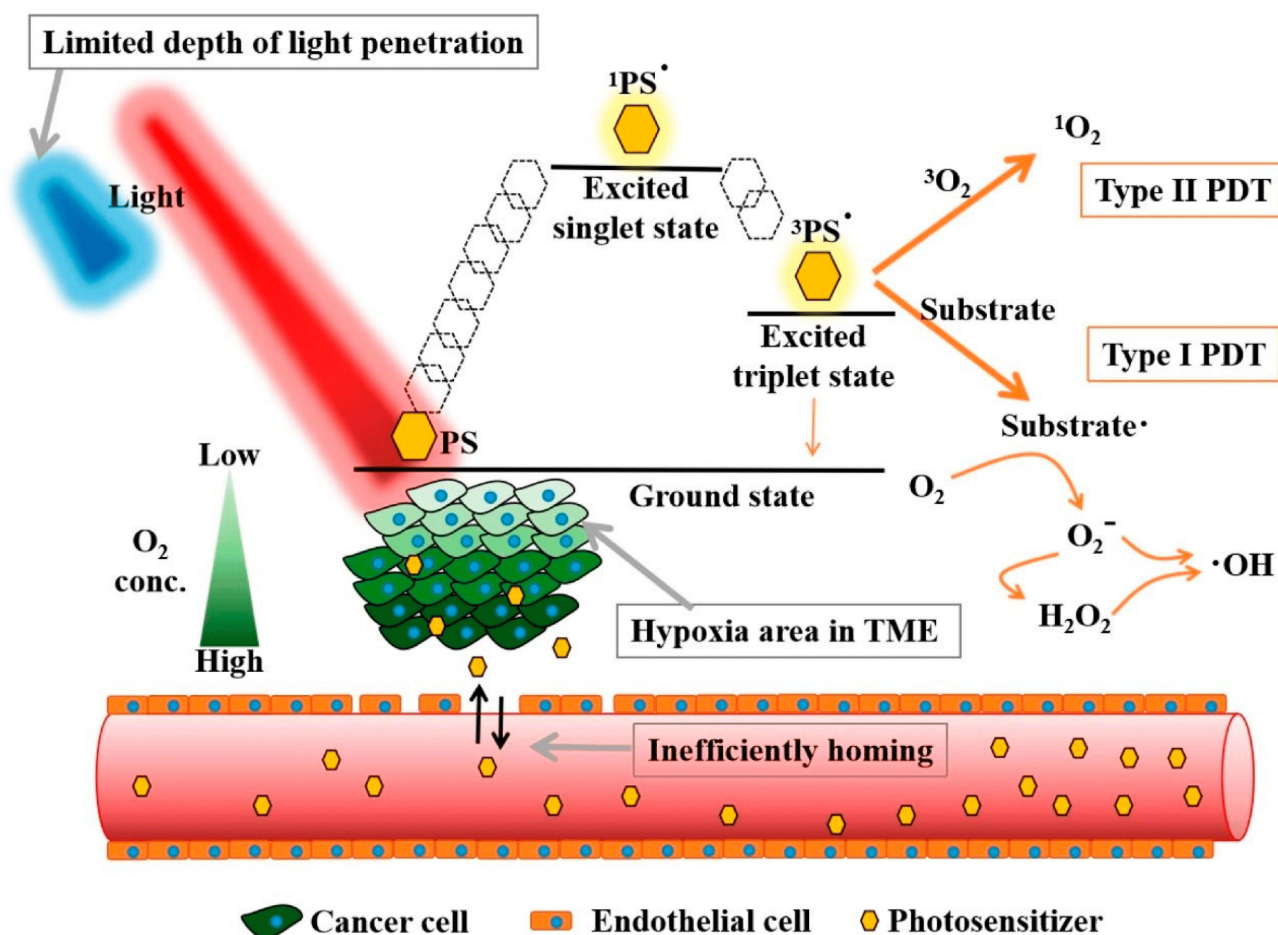 Limited depth of light penetration
Light
¹PS˙
Excited
singlet state
³PS˙
Excited
triplet state
³O₂
¹O₂
Type II PDT
Substrate
Type I PDT
Substrate·
PS
Ground state
Low
O₂
conc.
High
O₂
O₂⁻
·OH
H₂O₂
Hypoxia area in TME
Inefficiently homing
Cancer cell
Endothelial cell
Photosensitizer